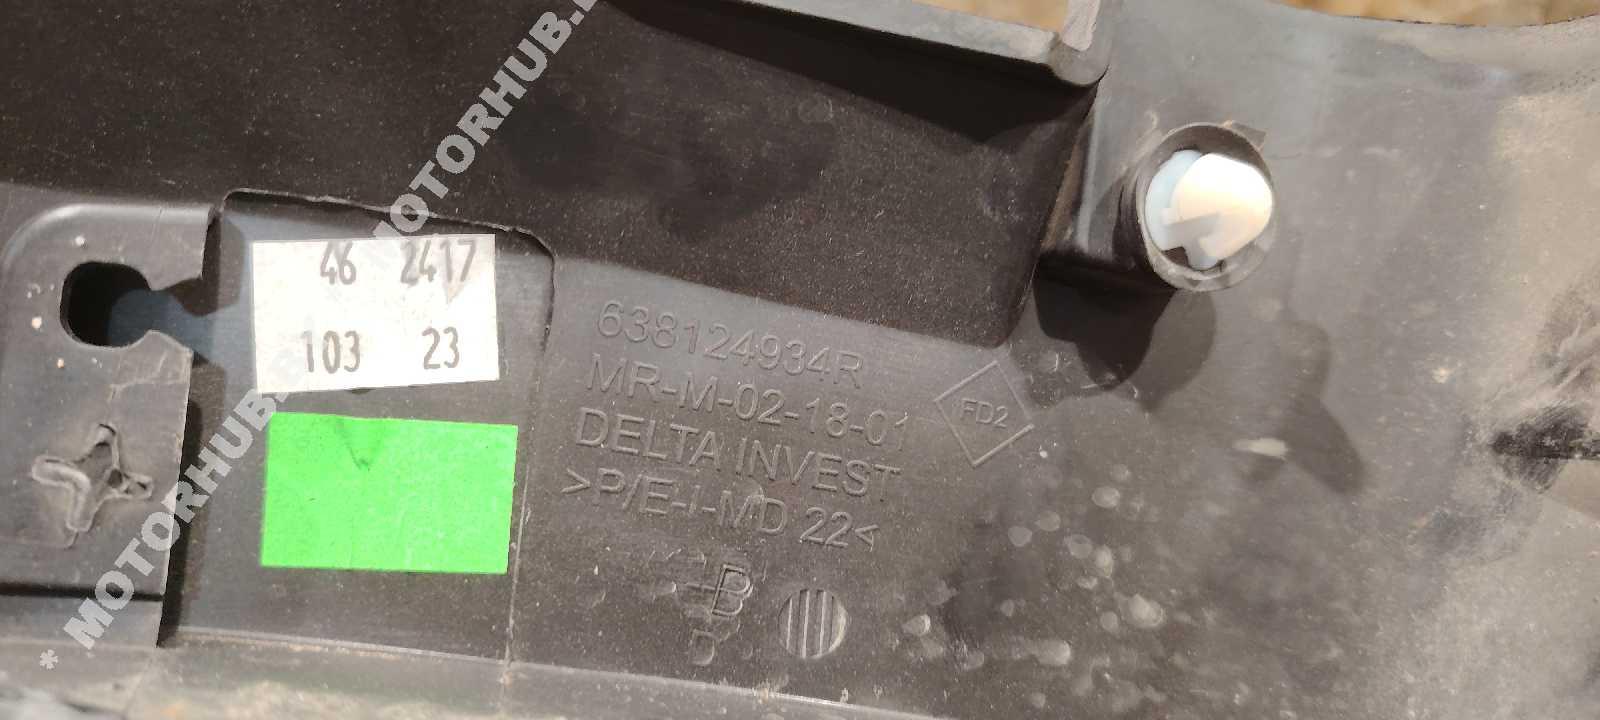 * MOTORHUB.
* MOTORHUB.
46 2417
103 23
638124934R
MR-M-02-18-01
DELTA INVEST
>P/E-I-MD 22<
FD2
B